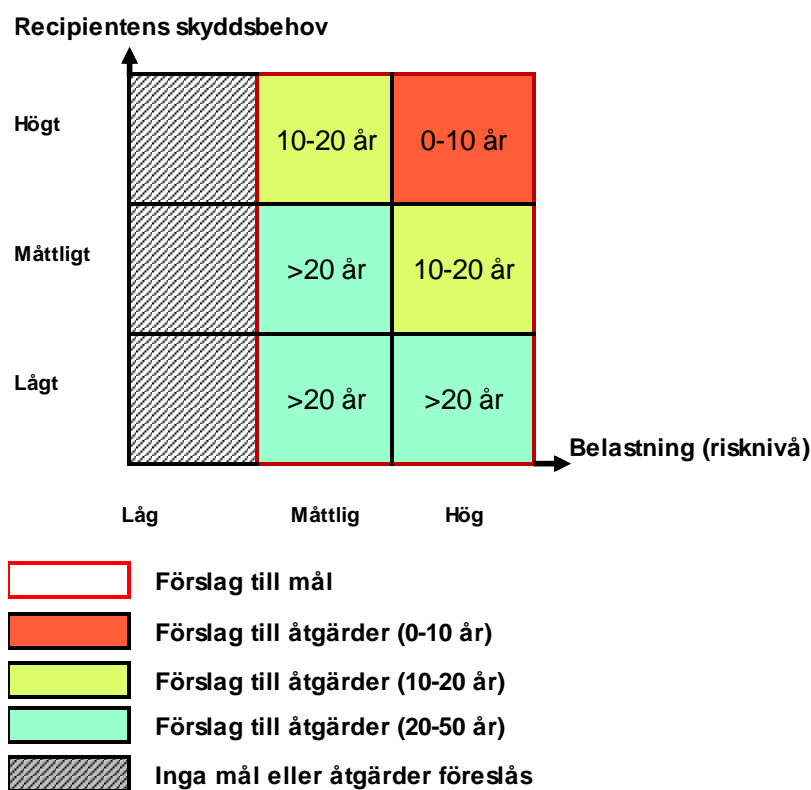 Recipientens skyddsbehov
Högt
10-20 år
0-10 år
Måttligt
>20 år
10-20 år
Lågt
>20 år
>20 år
Belastning (risknivå)
Låg
Måttlig
Hög
Förslag till mål
Förslag till åtgärder (0-10 år)
Förslag till åtgärder (10-20 år)
Förslag till åtgärder (20-50 år)
Inga mål eller åtgärder föreslås